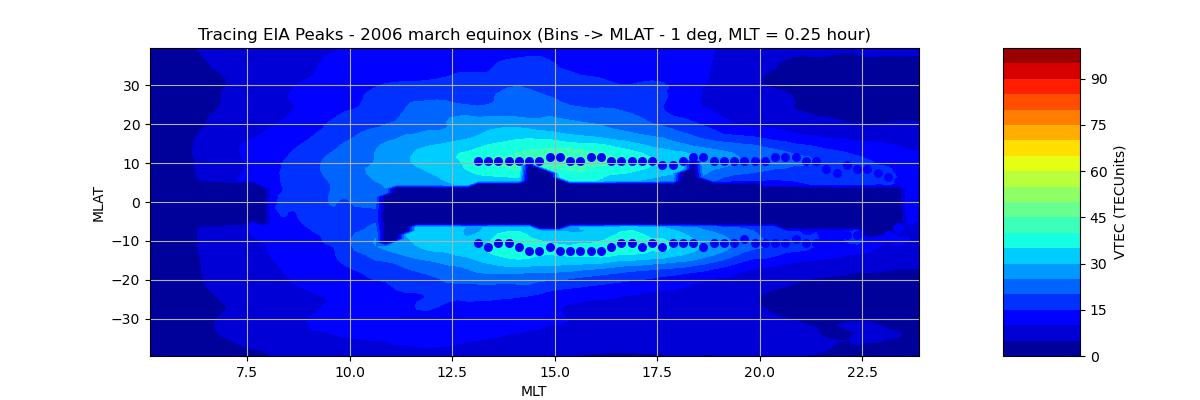 Tracing EIA Peaks - 2006 march equinox (Bins -> MLAT - 1 deg, MLT = 0.25 hour)
30
20
10
0
−10
−20
−30
MLAT
7.5 10.0 12.5 15.0 17.5 20.0 22.5
MLT
90
75
60
45
30
15
0
VTEC (TECUnits)